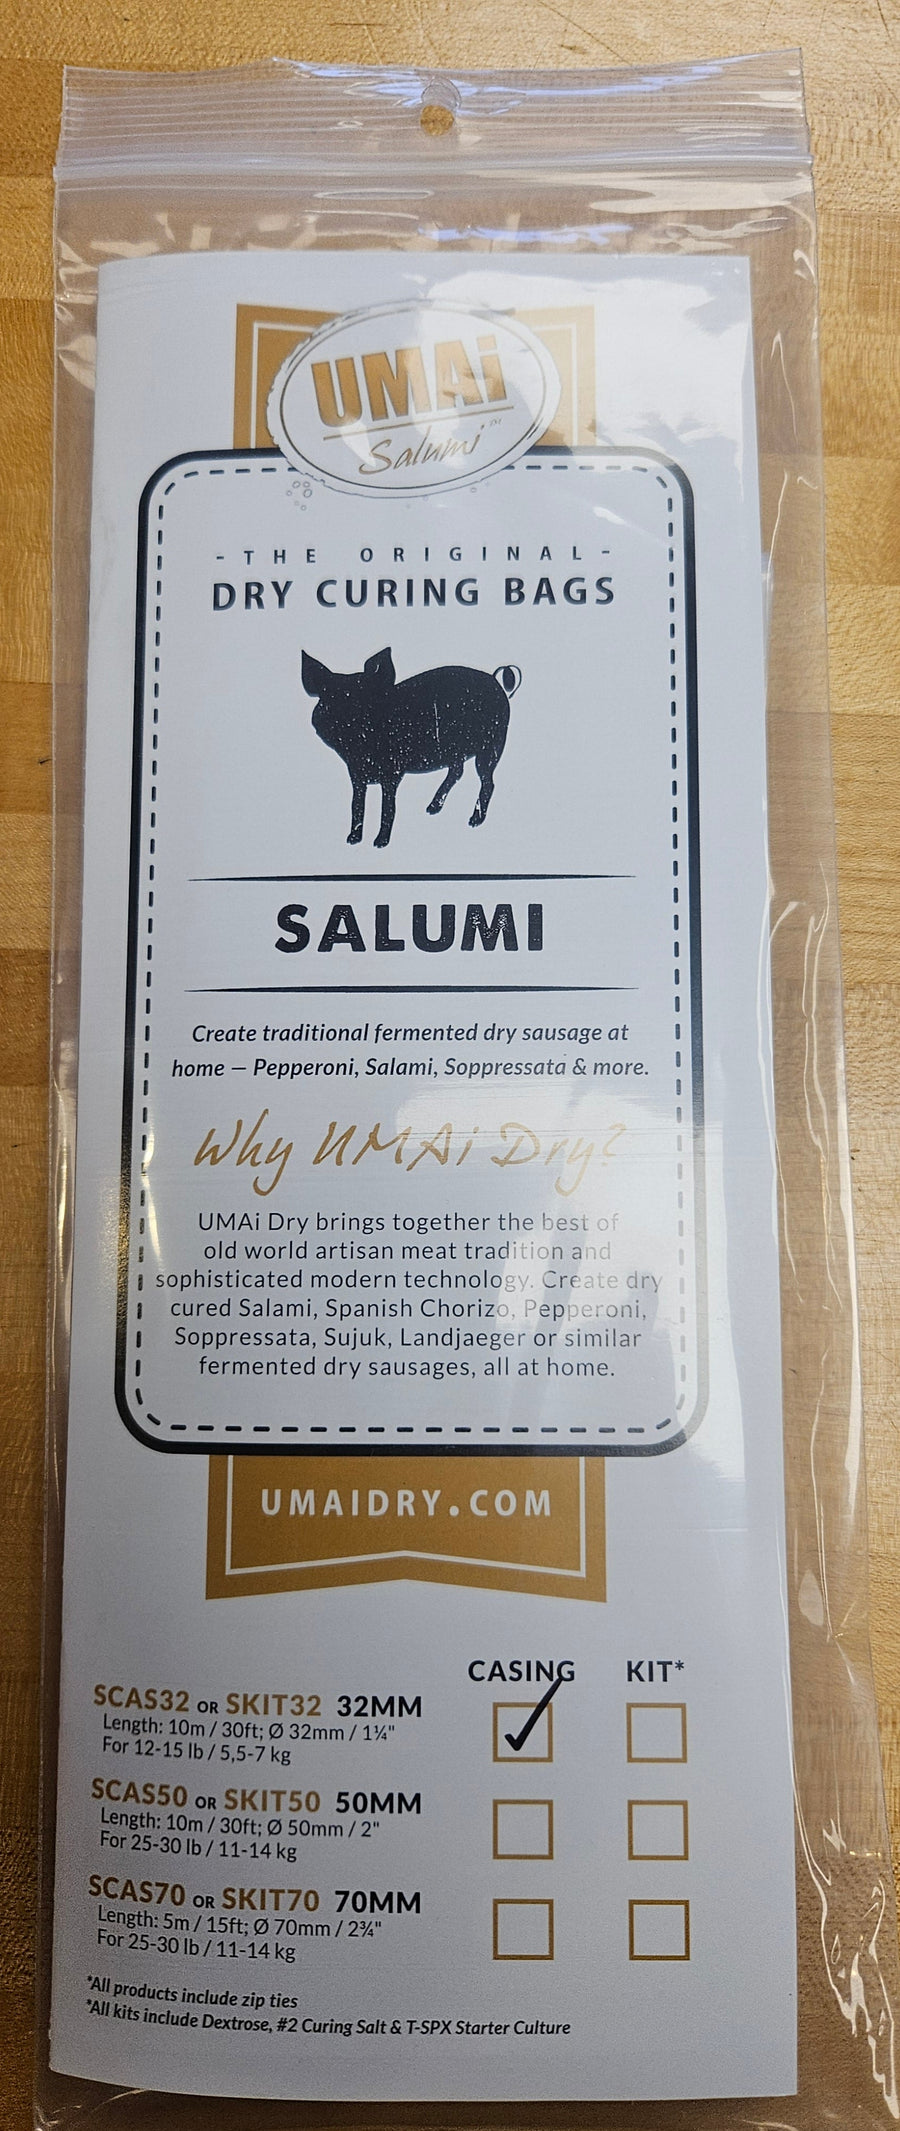 UMAi
Salumi™
-THE ORIGINAL-
DRY CURING BAGS
SALUMI
Create traditional fermented dry sausage at
home – Pepperoni, Salami, Soppressata & more.
Why UMAi Dry?
UMAi Dry brings together the best of
old world artisan meat tradition and
sophisticated modern technology. Create dry
cured Salami, Spanish Chorizo, Pepperoni,
Soppressata, Sujuk, Landjaeger or similar
fermented dry sausages, all at home.
UMAIDRY.COM
CASING KIT*
SCAS32 OR SKIT32 32MM
Length: 10m / 30ft; Ø 32mm / 1¼"
For 12-15 lb / 5,5-7 kg
SCAS50 OR SKIT50 50MM
Length: 10m / 30ft; Ø 50mm / 2"
For 25-30 lb / 11-14 kg
SCAS70 OR SKIT70 70MM
Length: 5m / 15ft; Ø 70mm / 2¾"
For 25-30 lb / 11-14 kg
*All products include zip ties
*All kits include Dextrose, #2 Curing Salt & T-SPX Starter Culture